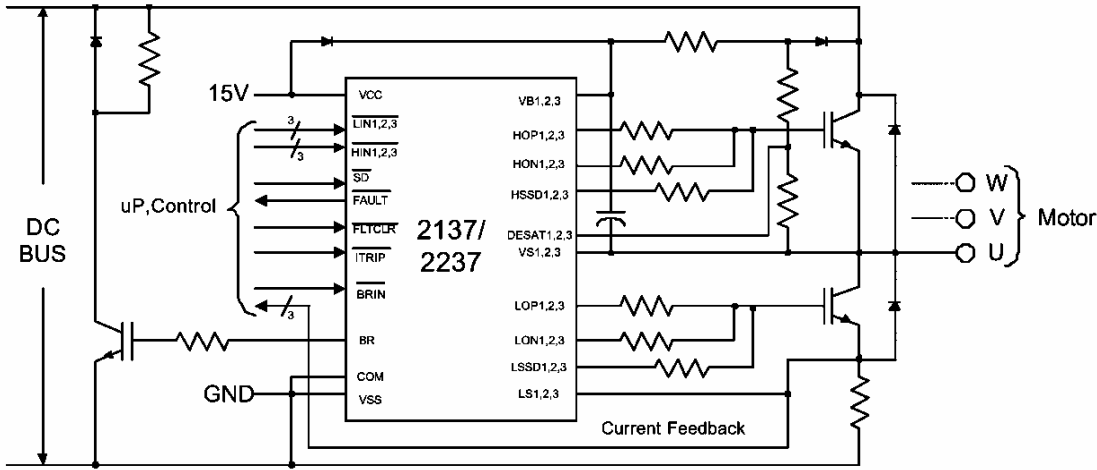 15V
VCC
VB1,2,3
3
LIN1,2,3
HOP1,2,3
3
HIN1,2,3
HON1,2,3
SD
HSSD1,2,3
W
uP,Control
FAULT
V
Motor
DC
BUS
FLTCLR
2137/
2237
DESAT1,2,3
ITRIP
VS1,2,3
U
BRIN
3
LOP1,2,3
BR
LON1,2,3
COM
LSSD1,2,3
GND
VSS
LS1,2,3
Current Feedback